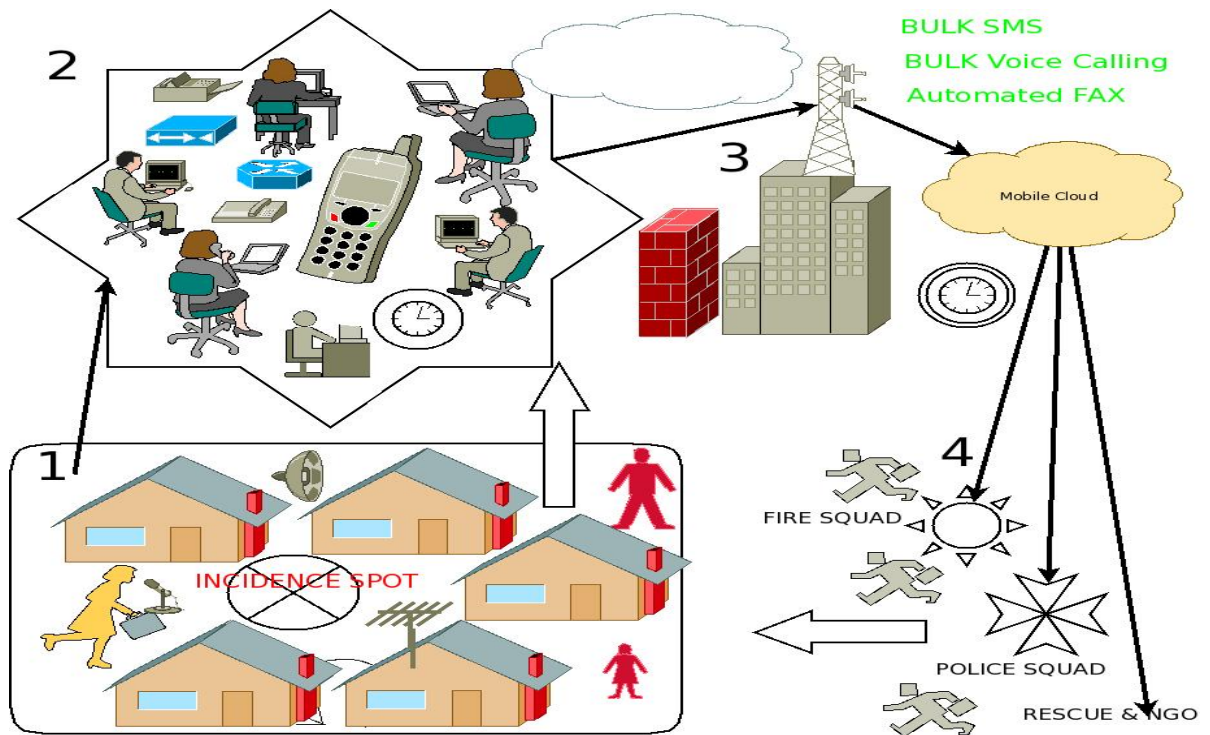 2
BULK SMS
BULK Voice Calling
Automated FAX
3
Mobile Cloud
1
INCIDENCE SPOT
4
FIRE SQUAD
POLICE SQUAD
RESCUE & NGO